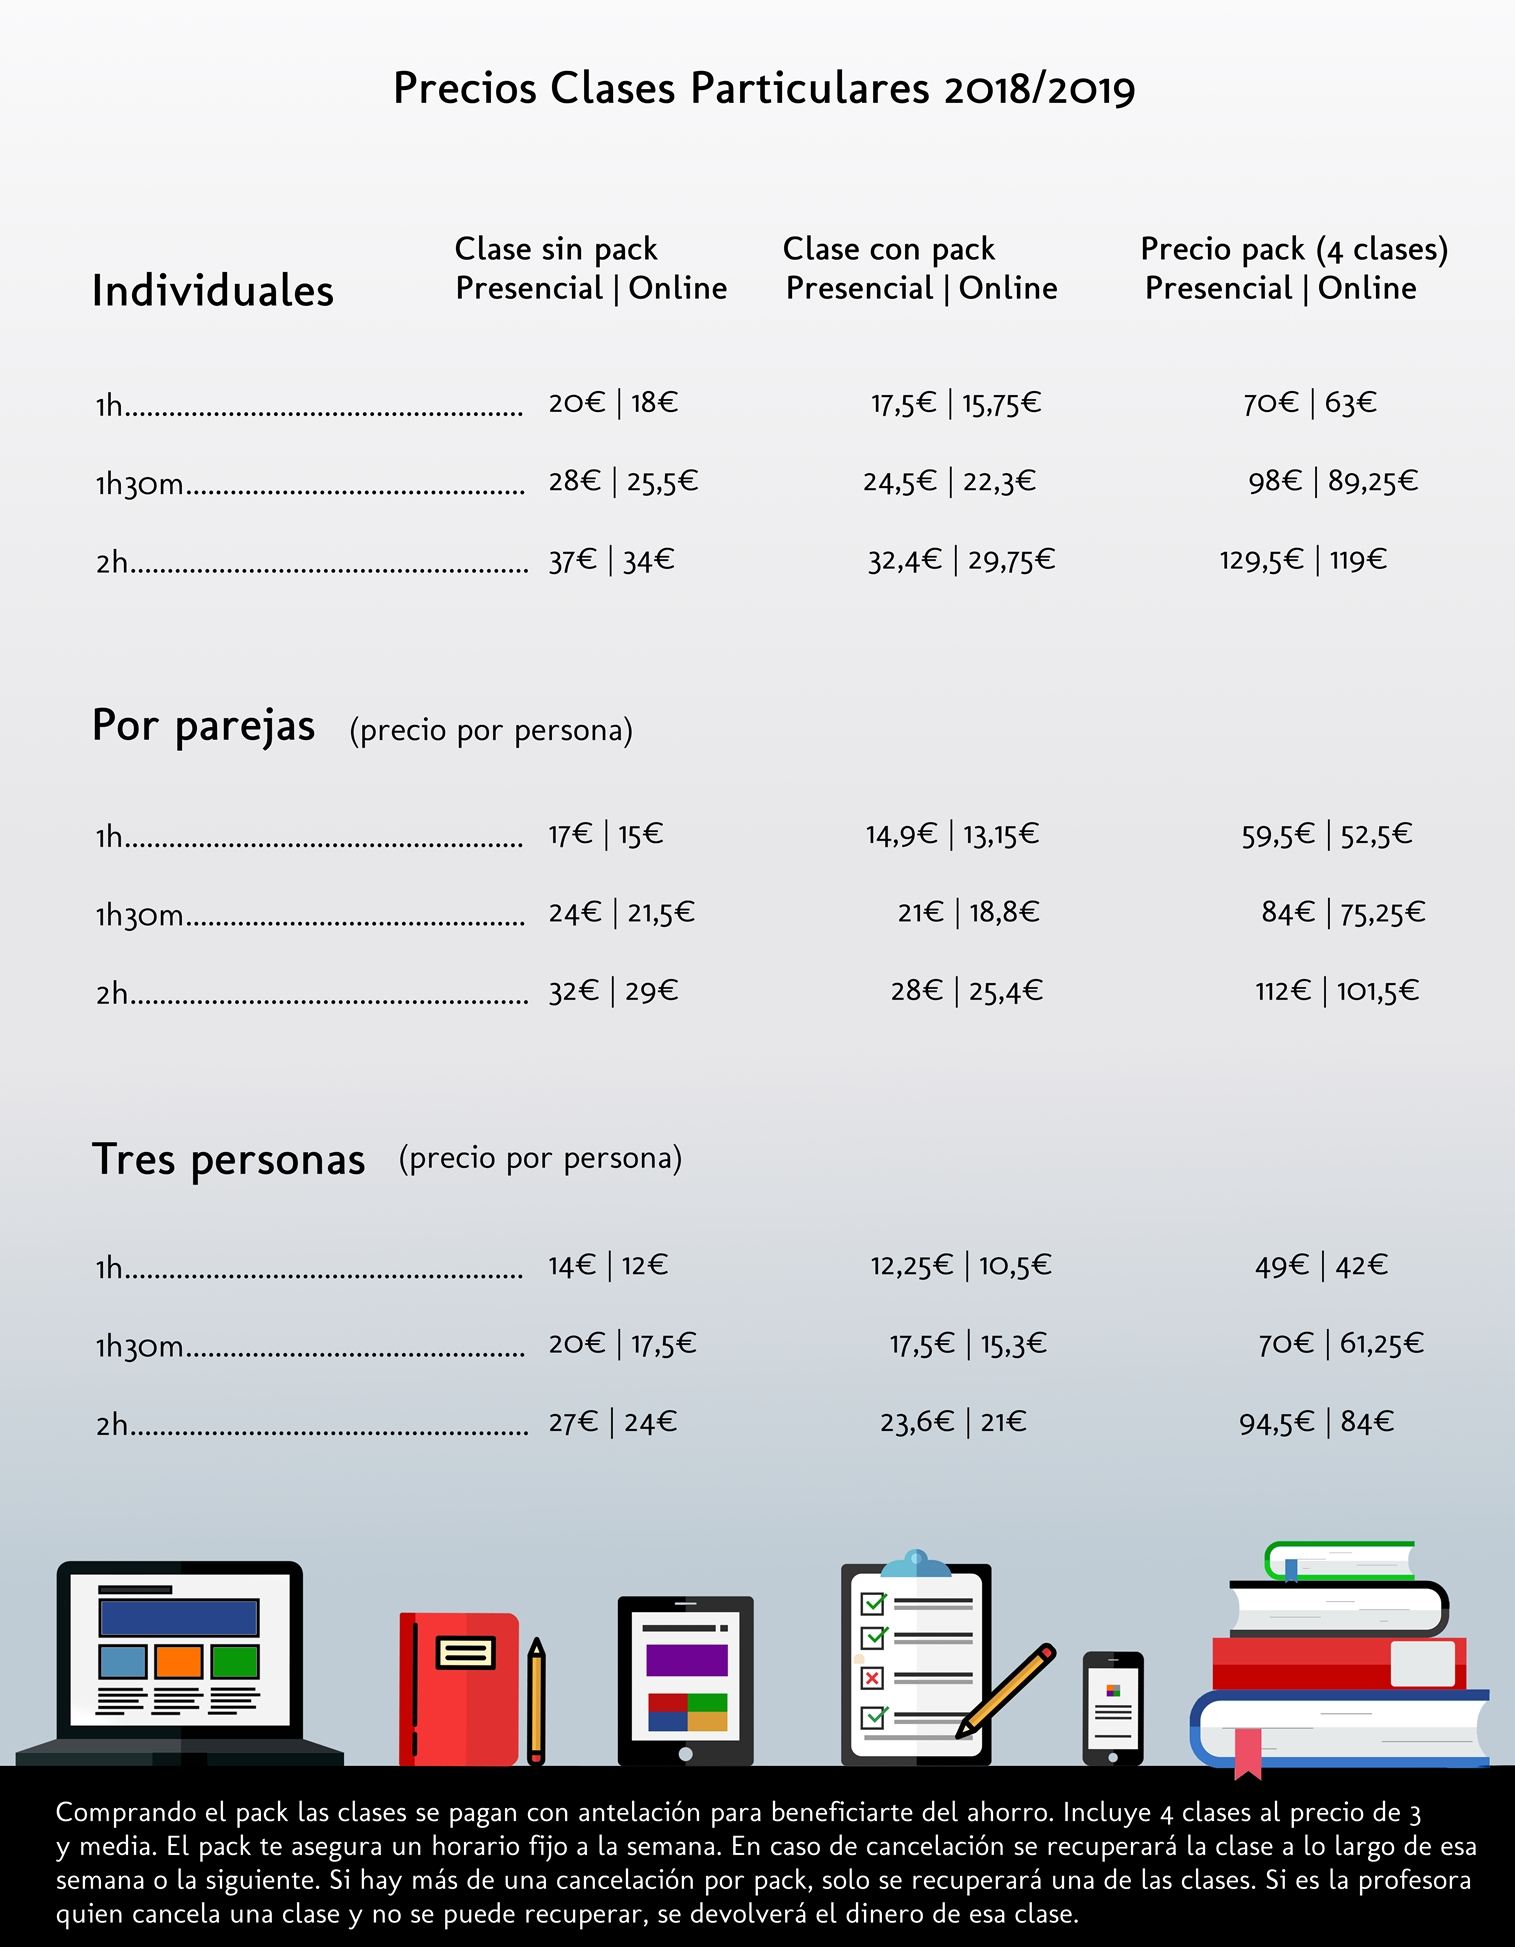 Precios Clases Particulares 2018/2019
Clase sin pack Clase con pack Precio pack (4 clases)
Individuales Presencial | Online Presencial | Online Presencial | Online
1h...................................................... 20€ | 18€ 17,5€ | 15,75€ 70€ | 63€
1h30m.............................................. 28€ | 25,5€ 24,5€ | 22,3€ 98€ | 89,25€
2h...................................................... 37€ | 34€ 32,4€ | 29,75€ 129,5€ | 119€
Por parejas (precio por persona)
1h...................................................... 17€ | 15€ 14,9€ | 13,15€ 59,5€ | 52,5€
1h30m.............................................. 24€ | 21,5€ 21€ | 18,8€ 84€ | 75,25€
2h...................................................... 32€ | 29€ 28€ | 25,4€ 112€ | 101,5€
Tres personas (precio por persona)
1h...................................................... 14€ | 12€ 12,25€ | 10,5€ 49€ | 42€
1h30m.............................................. 20€ | 17,5€ 17,5€ | 15,3€ 70€ | 61,25€
2h...................................................... 27€ | 24€ 23,6€ | 21€ 94,5€ | 84€
Comprando el pack las clases se pagan con antelación para beneficiarte del ahorro. Incluye 4 clases al precio de 3
y media. El pack te asegura un horario fijo a la semana. En caso de cancelación se recuperará la clase a lo largo de esa
semana o la siguiente. Si hay más de una cancelación por pack, solo se recuperará una de las clases. Si es la profesora
quien cancela una clase y no se puede recuperar, se devolverá el dinero de esa clase.